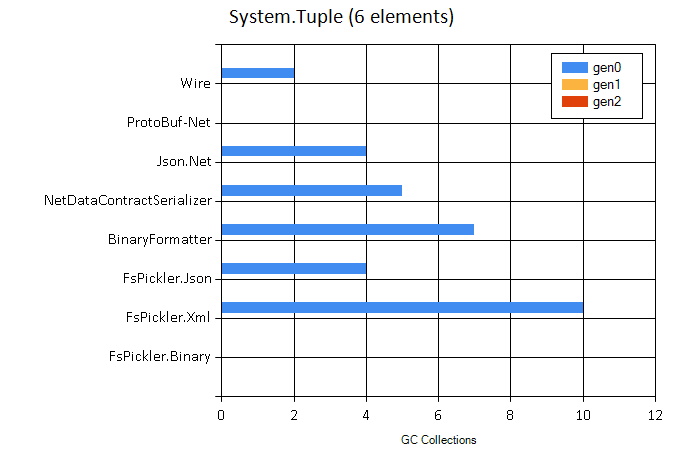 System.Tuple (6 elements)
gen0
gen1
gen2
Wire
ProtoBuf-Net
Json.Net
NetDataContractSerializer
BinaryFormatter
FsPickler.Json
FsPickler.Xml
FsPickler.Binary
0 2 4 6 8 10 12
GC Collections